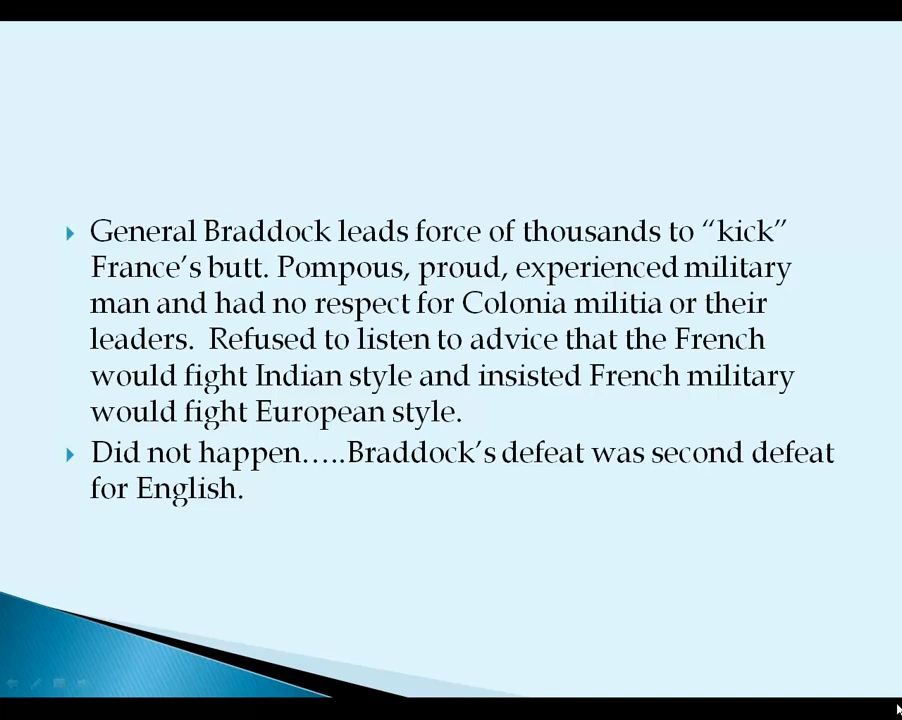 General Braddock leads force of thousands to “kick”
France’s butt. Pompous, proud, experienced military
man and had no respect for Colonia militia or their
leaders.  Refused to listen to advice that the French
would fight Indian style and insisted French military
would fight European style.
Did not happen…..Braddock’s defeat was second defeat
for English.